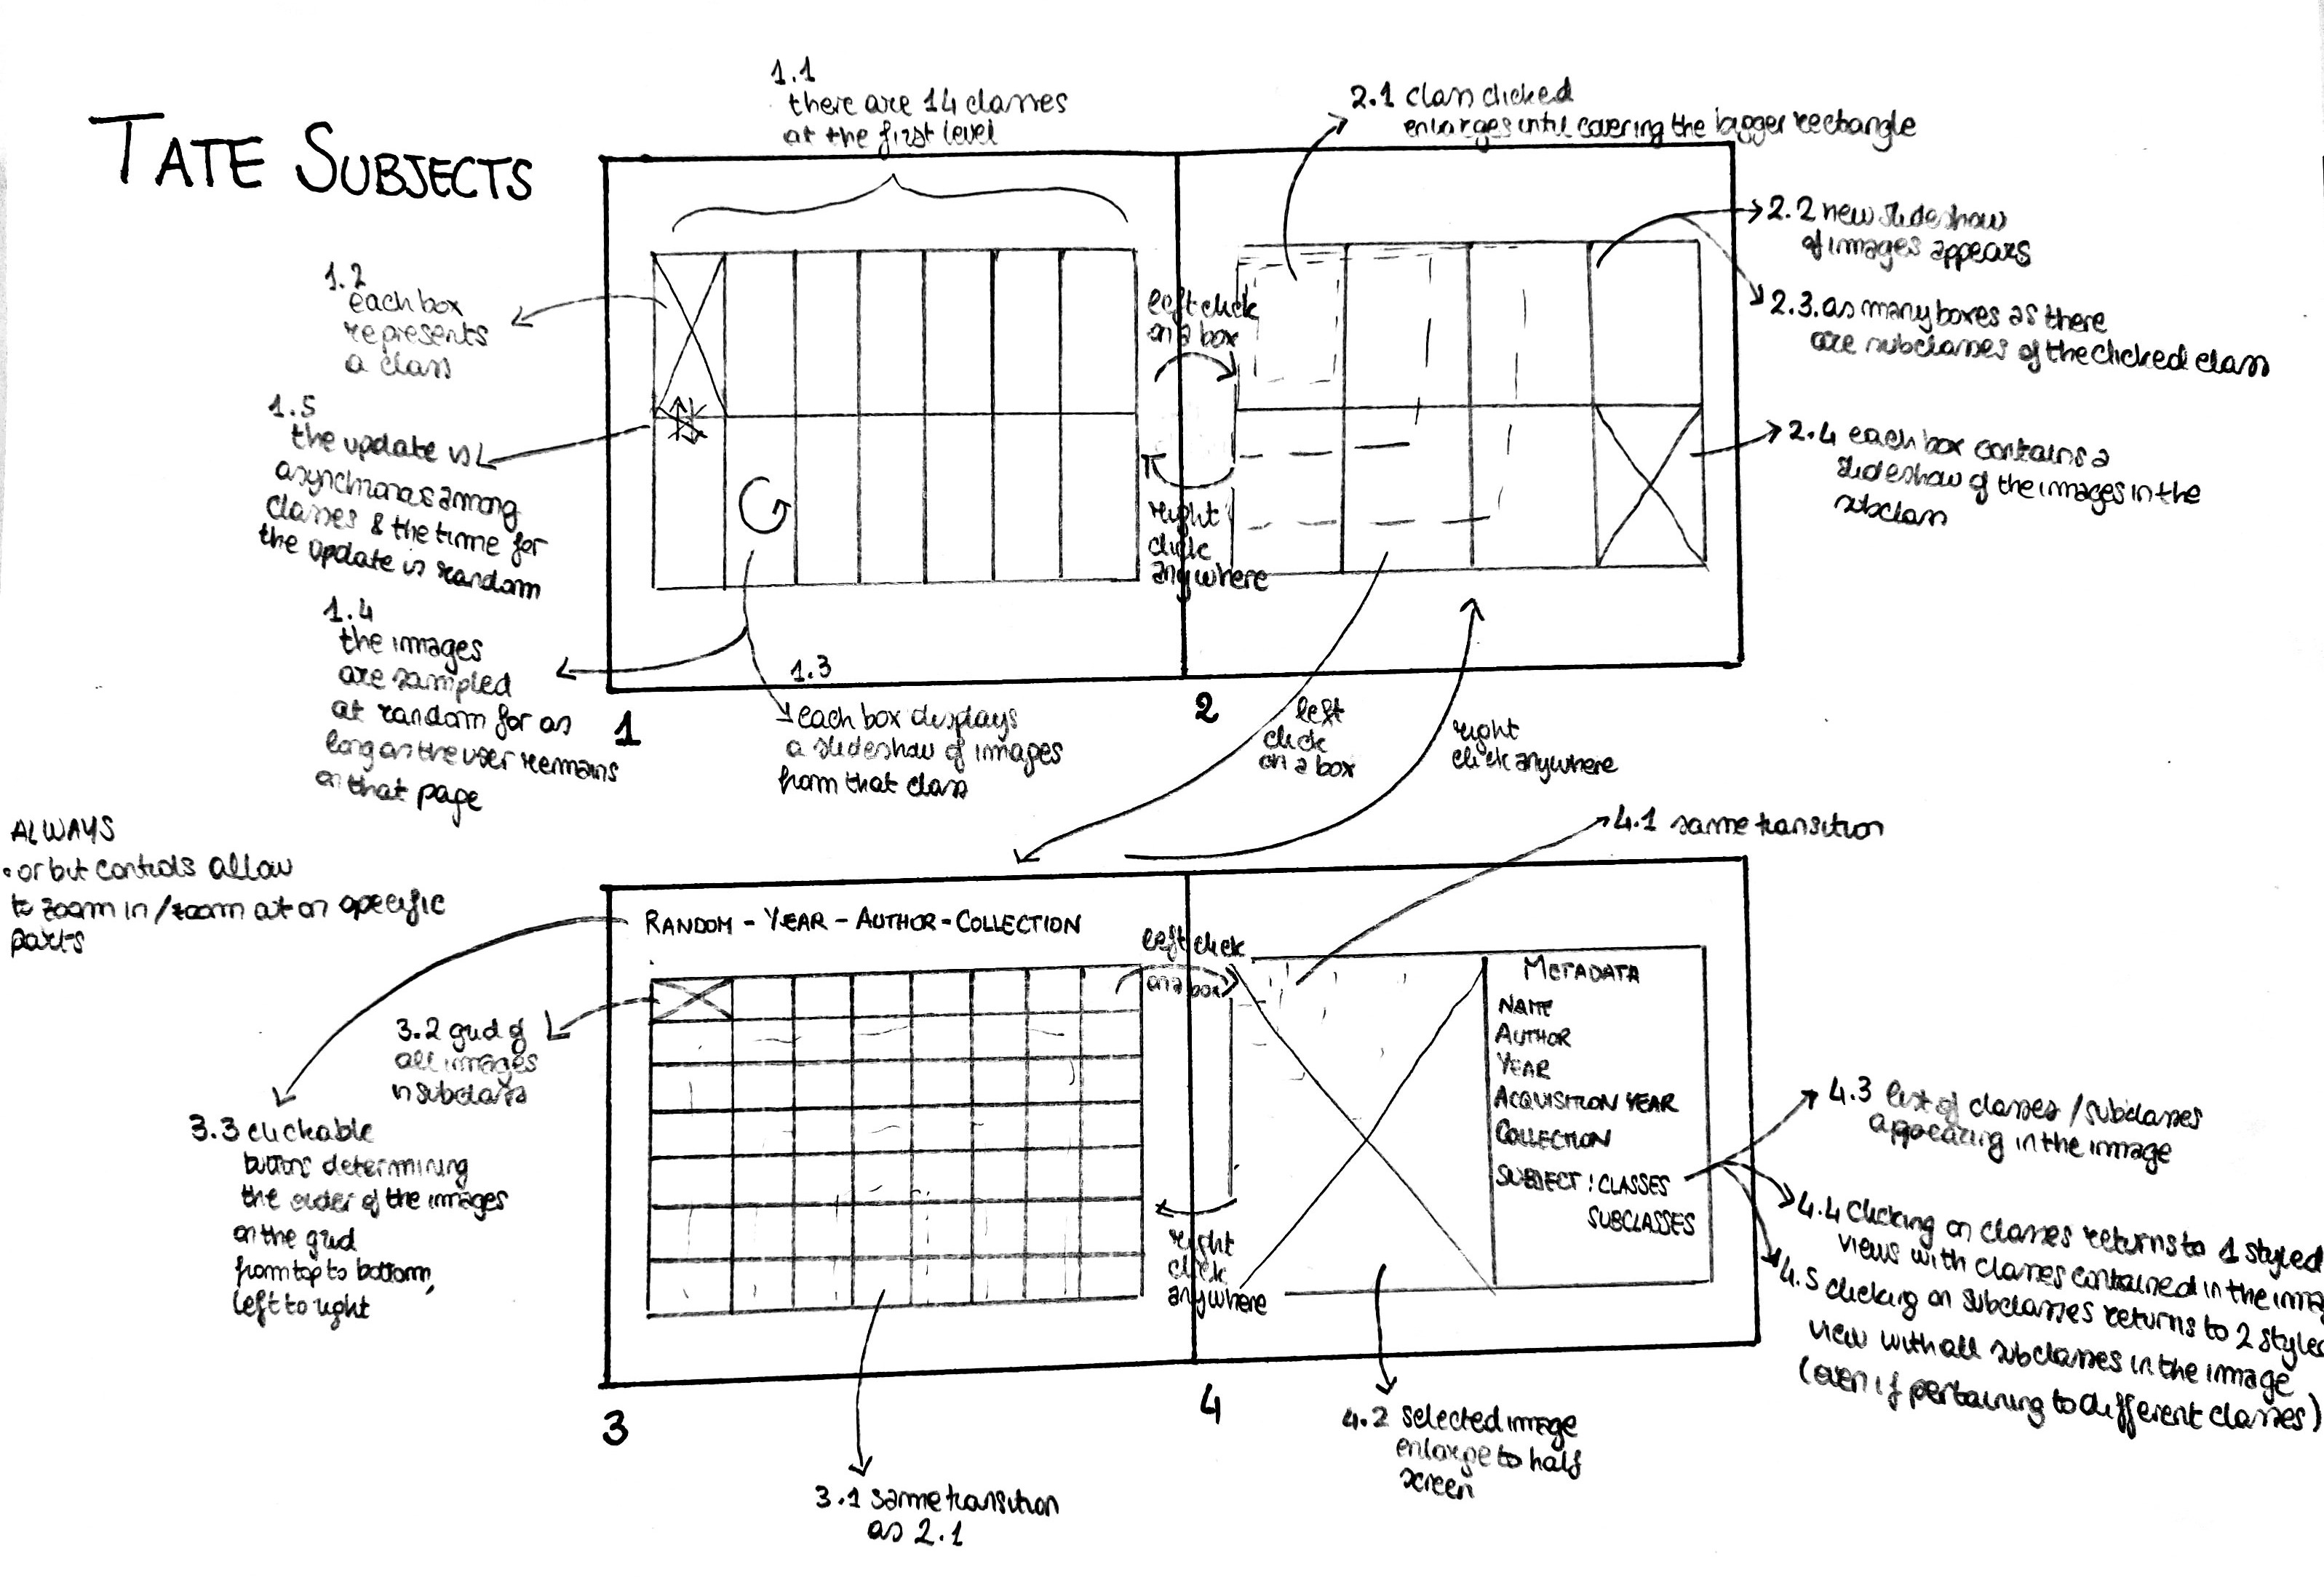 TATE SUBJECTS
1.1
there are 14 classes
at the first level
1.2
each box
represents
a class
1.5
the update is
asynchronous among
classes & the time for
the update is random
1.4
the images
are sampled
at random for as
long as the user remains
on that page
1.3
each box displays
a slideshow of images
from that class
1
left click
on a box
right
click
anywhere
2.1 class clicked
enlarges until covering the bigger rectangle
2.2 new slideshow
of images appears
2.3. as many boxes as there
are subclasses of the clicked class
2.4 each box contains a
slideshow of the images in the
subclass
2
left
click
on a box
right
click anywhere
ALWAYS
• orbit controls allow
to zoom in / zoom out on specific
parts
RANDOM - YEAR - AUTHOR - COLLECTION
3.2 grid of
all images
in subclass
3.3 clickable
buttons determining
the order of the images
on the grid
from top to bottom,
left to right
3
3.1 same transition
as 2.1
left click
on a box
right
click
anywhere
4.1 same transition
METADATA
NAME
AUTHOR
YEAR
ACQUISITION YEAR
COLLECTION
SUBJECT : CLASSES
SUBCLASSES
4
4.2 selected image
enlarge to half
screen
4.3 list of classes / subclasses
appearing in the image
4.4 clicking on classes returns to 1 styled
views with classes contained in the ima
4.5 clicking on subclasses returns to 2 style
view with all subclasses in the image
(even if pertaining to different classes)